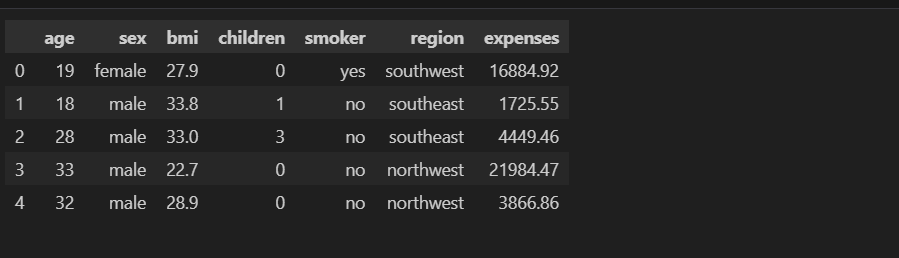 age sex bmi children smoker region expenses
0 19 female 27.9 0 yes southwest 16884.92
1 18 male 33.8 1 no southeast 1725.55
2 28 male 33.0 3 no southeast 4449.46
3 33 male 22.7 0 no northwest 21984.47
4 32 male 28.9 0 no northwest 3866.86